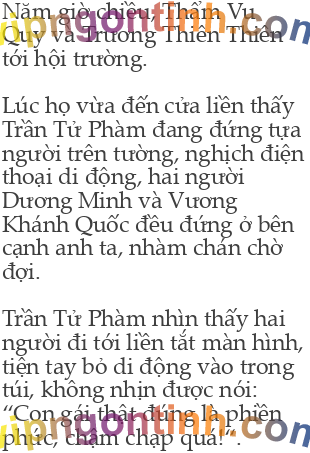 Năm giờ chiều, Thẩm Vụ
Quy và Trương Thiên Thiên
tới hội trường.
Lúc họ vừa đến cửa liền thấy
Trần Tử Phàm đang đứng tựa
người trên tường, nghịch điện
thoại di động, hai người
Dương Minh và Vương
Khánh Quốc đều đứng ở bên
cạnh anh ta, nhàm chán chờ
đợi.
Trần Tử Phàm nhìn thấy hai
người đi tới liền tắt màn hình,
tiện tay bỏ di động vào trong
túi, không nhịn được nói:
“Con gái thật đúng là phiền
phức, chậm chạp quá!”.
vipngontinh.com